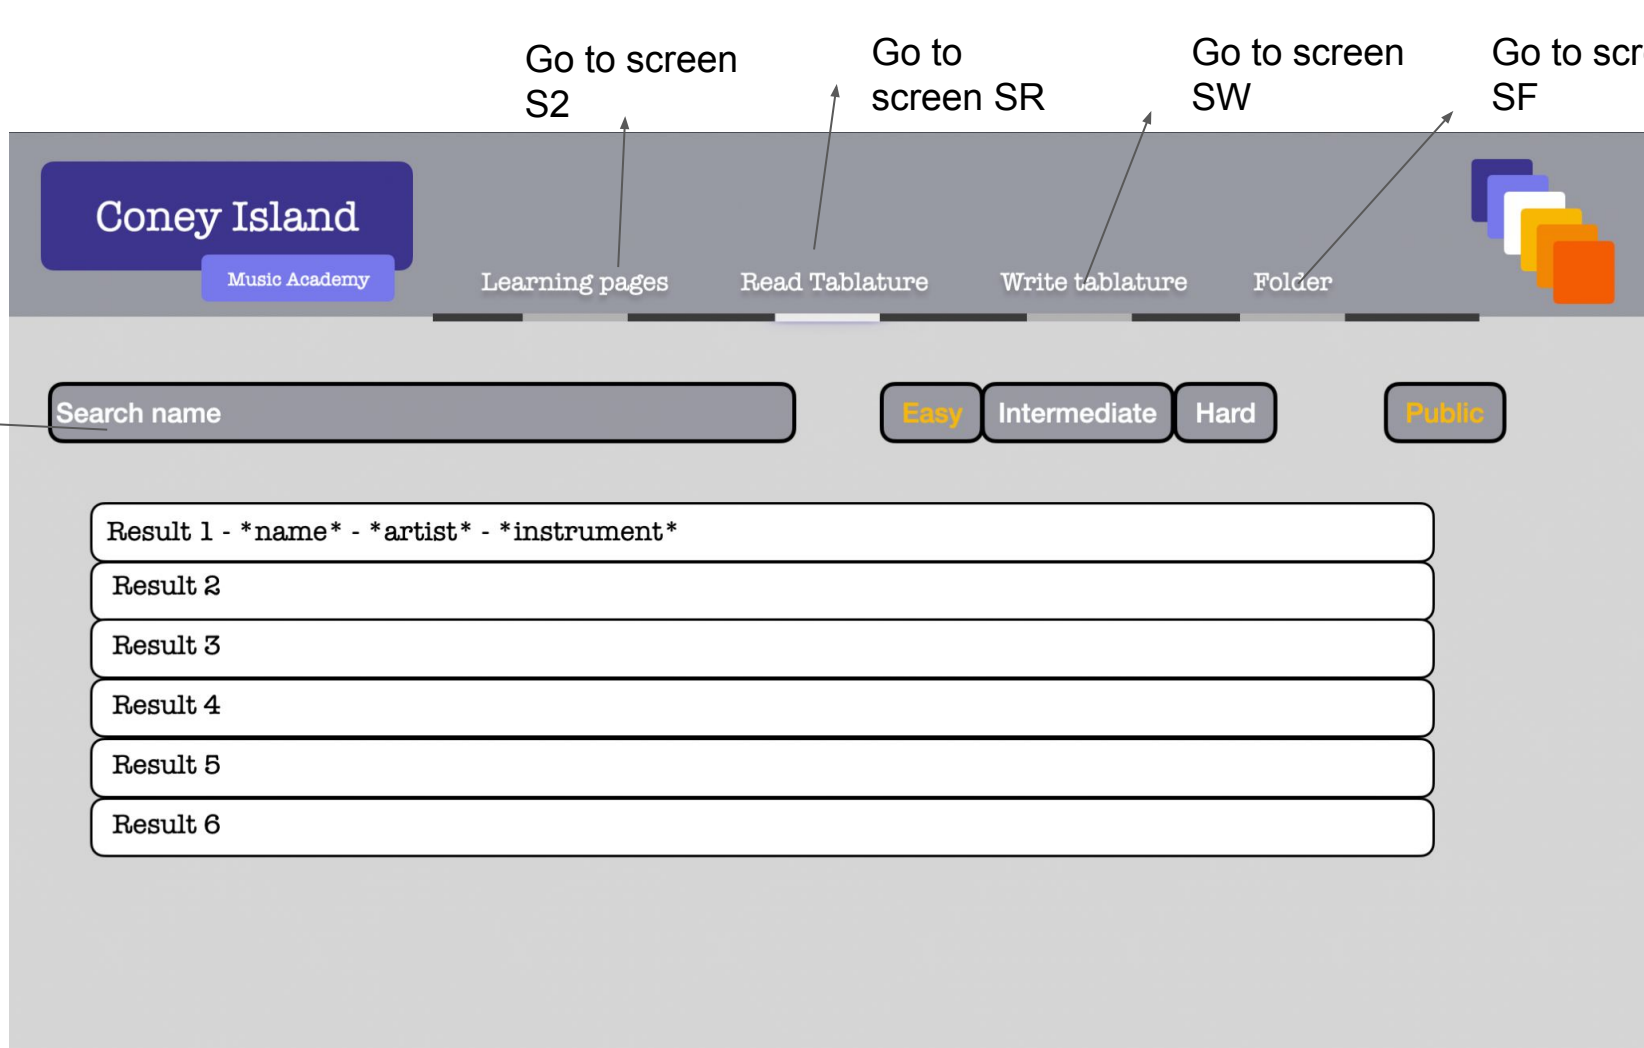 Go to screen
S2
Go to
screen SR
Go to screen
SW
Go to
SF
Coney Island
Music Academy
Learning pages
Read Tablature
Write tablature
Folder
Search name
Easy
Intermediate
Hard
Public
Result 1 - *name* - *artist* - *instrument*
Result 2
Result 3
Result 4
Result 5
Result 6